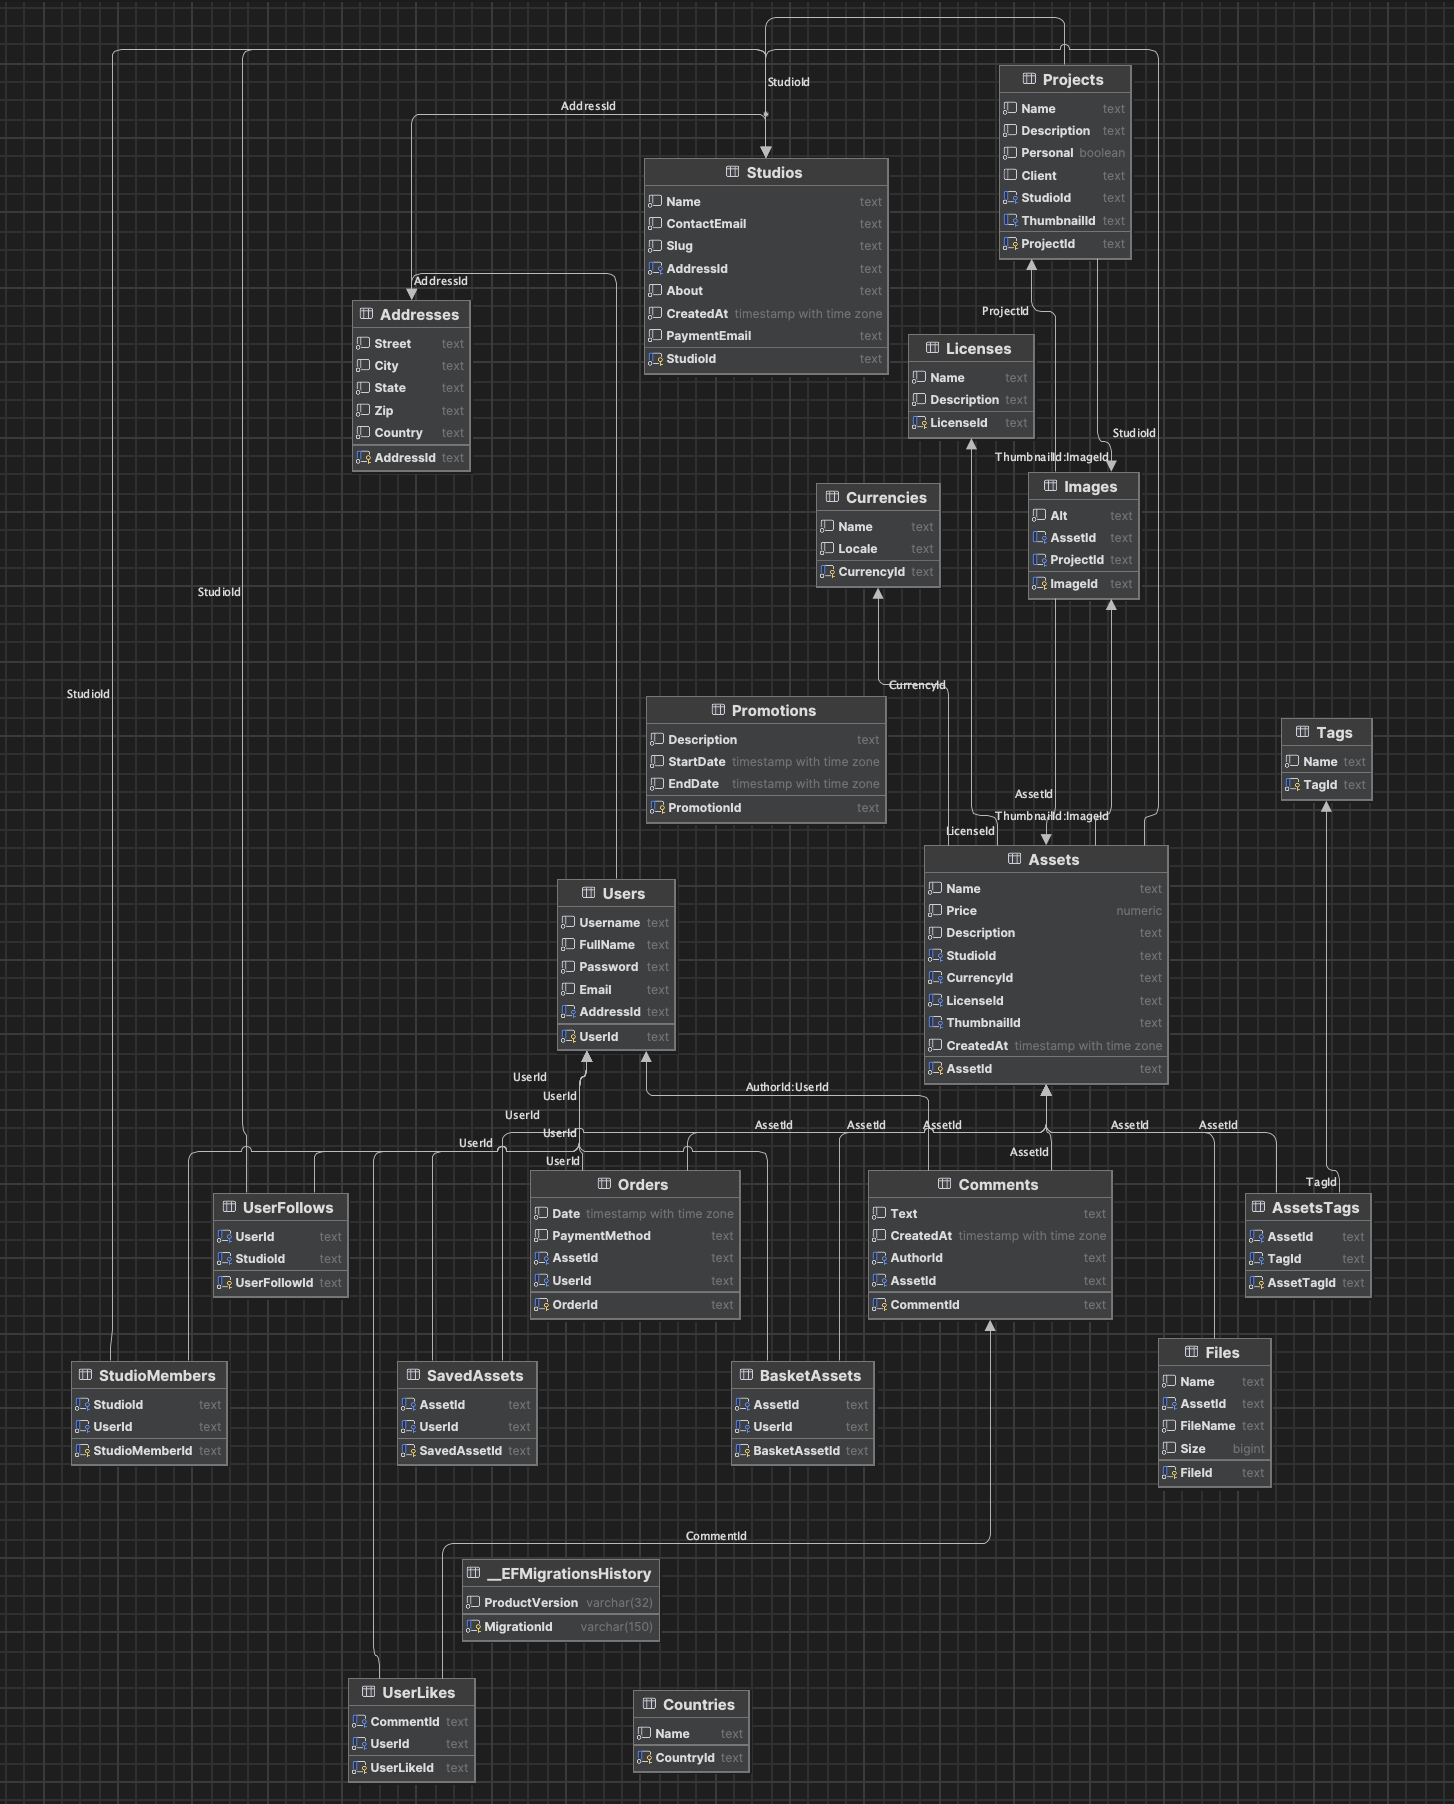 StudioId
AddressId
Projects
Name text
Description text
Personal boolean
Client text
StudioId text
ThumbnailId text
ProjectId text
Studios
Name text
ContactEmail text
Slug text
AddressId text
About text
CreatedAt timestamp with time zone
PaymentEmail text
StudioId text
AddressId
Addresses
Street text
City text
State text
Zip text
Country text
AddressId text
ProjectId
Licenses
Name text
Description text
LicenseId text
StudioId
ThumbnailId:ImageId
Images
Alt text
AssetId text
ProjectId text
ImageId text
Currencies
Name text
Locale text
CurrencyId text
StudioId
StudioId
CurrencyId
Promotions
Description text
StartDate timestamp with time zone
EndDate timestamp with time zone
PromotionId text
Tags
Name text
TagId text
AssetId
ThumbnailId:ImageId
LicenseId
Assets
Name text
Price numeric
Description text
StudioId text
CurrencyId text
LicenseId text
ThumbnailId text
CreatedAt timestamp with time zone
AssetId text
Users
Username text
FullName text
Password text
Email text
AddressId text
UserId text
UserId
UserId
AuthorId:UserId
UserId
UserId
UserId
UserId
AssetId
AssetId
AssetId
AssetId
AssetId
AssetId
TagId
UserFollows
UserId text
StudioId text
UserFollowId text
Orders
Date timestamp with time zone
PaymentMethod text
AssetId text
UserId text
OrderId text
Comments
Text text
CreatedAt timestamp with time zone
AuthorId text
AssetId text
CommentId text
AssetsTags
AssetId text
TagId text
AssetTagId text
StudioMembers
StudioId text
UserId text
StudioMemberId text
SavedAssets
AssetId text
UserId text
SavedAssetId text
BasketAssets
AssetId text
UserId text
BasketAssetId text
Files
Name text
AssetId text
FileName text
Size bigint
FileId text
CommentId
__EFMigrationsHistory
ProductVersion varchar(32)
MigrationId varchar(150)
UserLikes
CommentId text
UserId text
UserLikeId text
Countries
Name text
CountryId text